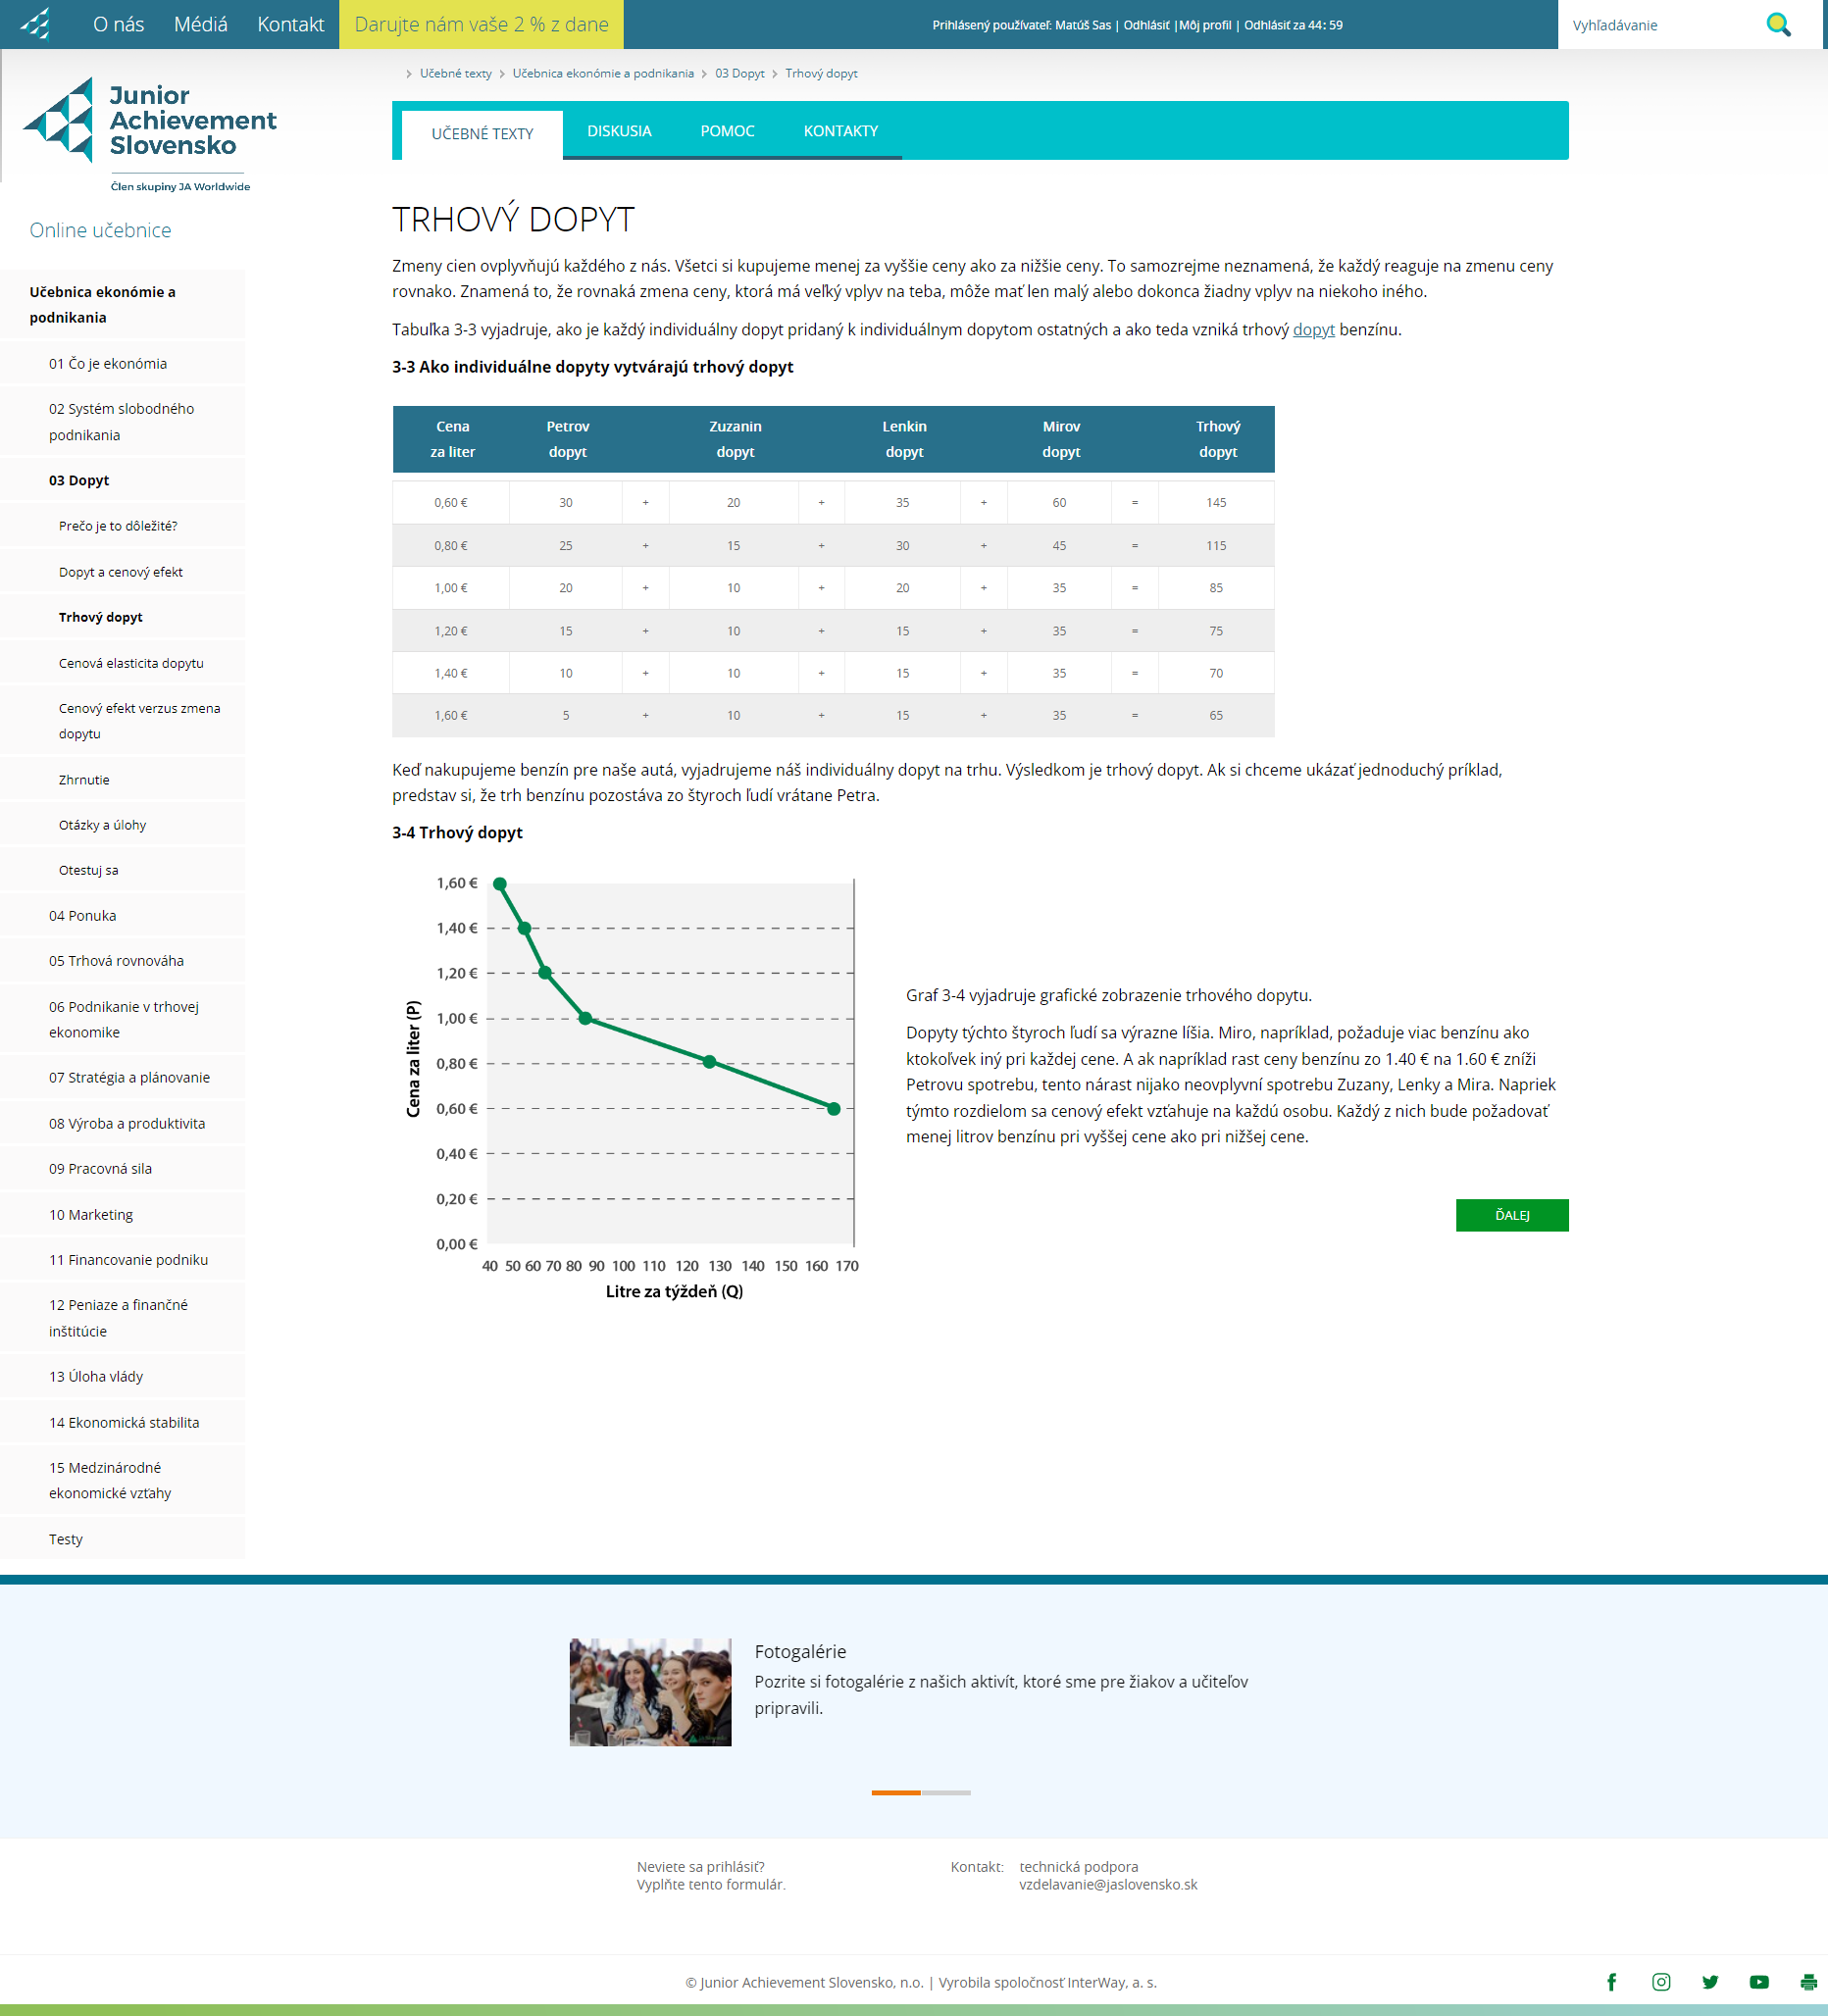 O nás Médiá Kontakt Darujte nám vaše 2 % z dane
Prihlásený používateľ: Matúš Sas | Odhlásiť |Môj profil | Odhlásiť za 44: 59
Vyhľadávanie
Junior
Achievement
Slovensko
Člen skupiny JA Worldwide
Online učebnice
Učebnica ekonómie a
podnikania
01 Čo je ekonómia
02 Systém slobodného
podnikania
03 Dopyt
Prečo je to dôležité?
Dopyt a cenový efekt
Trhový dopyt
Cenová elasticita dopytu
Cenový efekt verzus zmena
dopytu
Zhrnutie
Otázky a úlohy
Otestuj sa
04 Ponuka
05 Trhová rovnováha
06 Podnikanie v trhovej
ekonomike
07 Stratégia a plánovanie
08 Výroba a produktivita
09 Pracovná sila
10 Marketing
11 Financovanie podniku
12 Peniaze a finančné
inštitúcie
13 Úloha vlády
14 Ekonomická stabilita
15 Medzinárodné
ekonomické vzťahy
Testy
Učebné texty Učebnica ekonómie a podnikania 03 Dopyt Trhový dopyt
UČEBNÉ TEXTY DISKUSIA POMOC KONTAKTY
TRHOVÝ DOPYT
Zmeny cien ovplyvňujú každého z nás. Všetci si kupujeme menej za vyššie ceny ako za nižšie ceny. To samozrejme neznamená, že každý reaguje na zmenu ceny
rovnako. Znamená to, že rovnaká zmena ceny, ktorá má veľký vplyv na teba, môže mať len malý alebo dokonca žiadny vplyv na niekoho iného.
Tabuľka 3-3 vyjadruje, ako je každý individuálny dopyt pridaný k individuálnym dopytom ostatných a ako teda vzniká trhový dopyt benzínu.
3-3 Ako individuálne dopyty vytvárajú trhový dopyt
Cena Petrov Zuzanin Lenkin Mirov Trhový
za liter dopyt dopyt dopyt dopyt dopyt
0,60 € 30 + 20 + 35 + 60 = 145
0,80 € 25 + 15 + 30 + 45 = 115
1,00 € 20 + 10 + 20 + 35 = 85
1,20 € 15 + 10 + 15 + 35 = 75
1,40 € 10 + 10 + 15 + 35 = 70
1,60 € 5 + 10 + 15 + 35 = 65
Keď nakupujeme benzín pre naše autá, vyjadrujeme náš individuálny dopyt na trhu. Výsledkom je trhový dopyt. Ak si chceme ukázať jednoduchý príklad,
predstav si, že trh benzínu pozostáva zo štyroch ľudí vrátane Petra.
3-4 Trhový dopyt
1,60 €
1,40 €
1,20 €
1,00 €
0,80 €
0,60 €
0,40 €
0,20 €
0,00 €
Cena za liter (P)
40 50 60 70 80 90 100 110 120 130 140 150 160 170
Litre za týždeň (Q)
Graf 3-4 vyjadruje grafické zobrazenie trhového dopytu.
Dopyty týchto štyroch ľudí sa výrazne líšia. Miro, napríklad, požaduje viac benzínu ako
ktokoľvek iný pri každej cene. A ak napríklad rast ceny benzínu zo 1.40 € na 1.60 € zníži
Petrovu spotrebu, tento nárast nijako neovplyvní spotrebu Zuzany, Lenky a Mira. Napriek
týmto rozdielom sa cenový efekt vzťahuje na každú osobu. Každý z nich bude požadovať
menej litrov benzínu pri vyššej cene ako pri nižšej cene.
ĎALEJ
Fotogalérie
Pozrite si fotogalérie z našich aktivít, ktoré sme pre žiakov a učiteľov
pripravili.
Neviete sa prihlásiť?
Vyplňte tento formulár.
Kontakt: technická podpora
vzdelavanie@jaslovensko.sk
© Junior Achievement Slovensko, n.o. | Vyrobila spoločnosť InterWay, a. s.